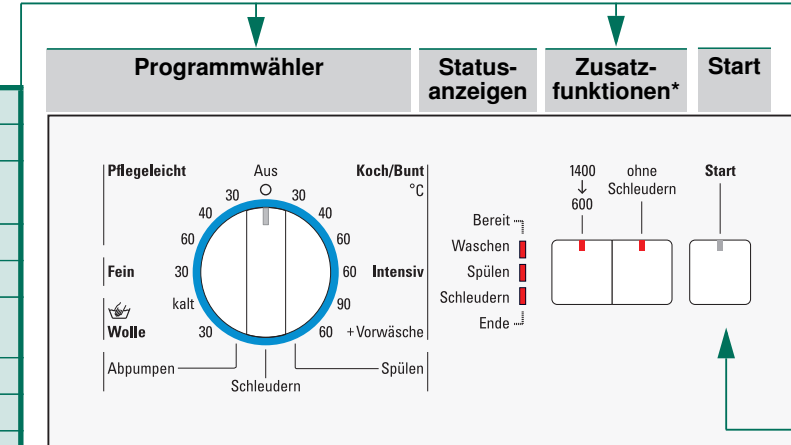 Programmwähler
Status-
anzeigen
Zusatz-
funktionen*
Start
Pflegeleicht
Aus
Koch/Bunt
°C
30
30
40
40
60
60
Fein
30
60
Intensiv
kalt
90
Wolle
30
60
+Vorwäsche
Abpumpen
Schleudern
Spülen
Bereit
Waschen
Spülen
Schleudern
Ende
1400
↓
600
ohne
Schleudern
Start